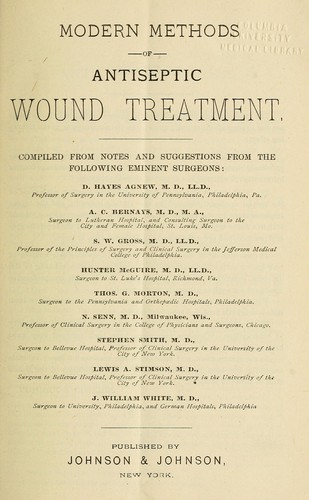 COLUMBIA
UNIVERSITY
MEDICAL LIBRARY
MODERN METHODS
OF
ANTISEPTIC
WOUND TREATMENT.
COMPILED FROM NOTES AND SUGGESTIONS FROM THE
FOLLOWING EMINENT SURGEONS:
D. HAYES AGNEW, M. D., LL.D.,
Professor of Surgery in the University of Pennsylvania, Philadelphia, Pa.
A. C. BERNAYS, M. D., M. A.,
Surgeon to Lutheran Hospital, and Consulting Surgeon to the
City and Female Hospital, St. Louis, Mo.
S. W. GROSS, M. D., LL.D.,
Professor of the Principles of Surgery and Clinical Surgery in the Jefferson Medical
College of Philadelphia.
HUNTER McGUIRE, M. D., LL.D.,
Surgeon to St. Luke's Hospital, Richmond, Va.
THOS. G. MORTON, M. D.,
Surgeon to the Pennsylvania and Orthopædic Hospitals, Philadelphia.
N. SENN, M. D., Milwaukee, Wis.,
Professor of Clinical Surgery in the College of Physicians and Surgeons, Chicago.
STEPHEN SMITH, M. D.,
Surgeon to Bellevue Hospital, Professor of Clinical Surgery in the University of the
City of New York.
LEWIS A. STIMSON, M. D.,
Surgeon to Bellevue Hospital, Professor of Clinical Surgery in the University of the
City of New York.
J. WILLIAM WHITE, M. D.,
Surgeon to University, Philadelphia, and German Hospitals, Philadelphia
PUBLISHED BY
JOHNSON & JOHNSON,
NEW YORK.